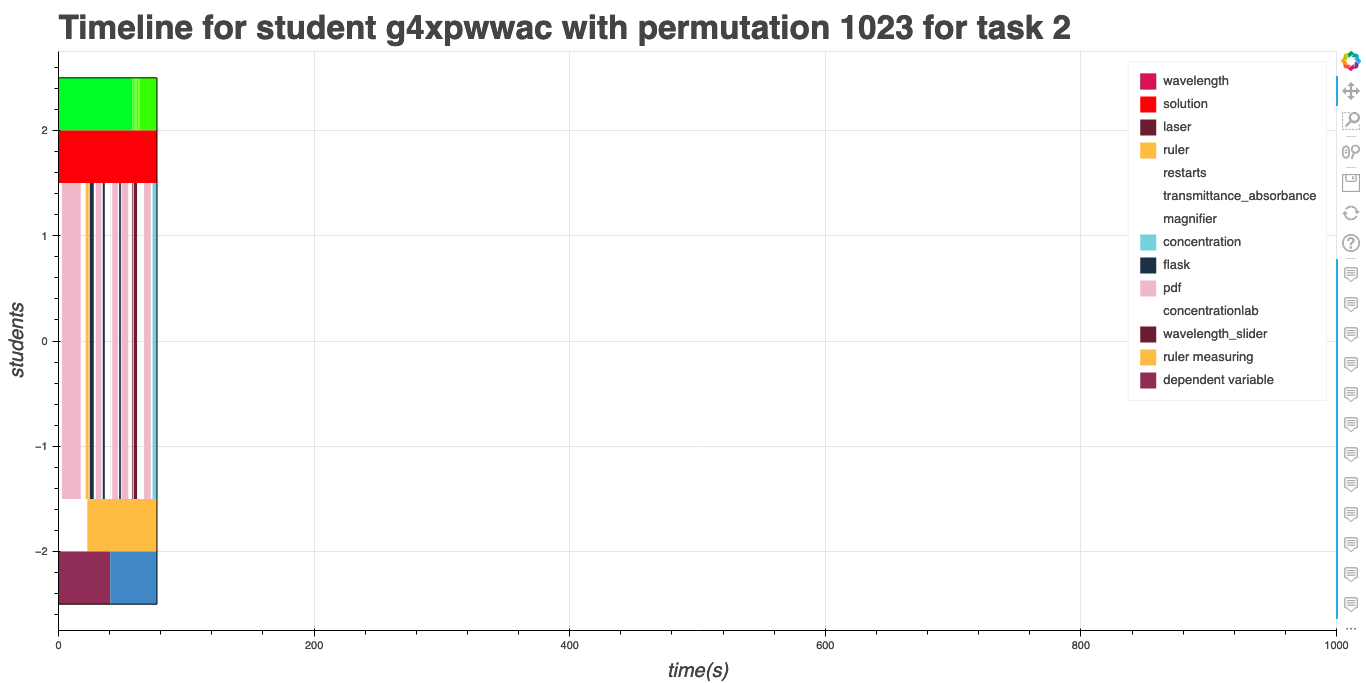 Timeline for student g4xpwwac with permutation 1023 for task 2
wavelength
solution
laser
ruler
restarts
transmittance_absorbance
magnifier
concentration
flask
pdf
concentrationlab
wavelength_slider
ruler measuring
dependent variable
students
2
1
0
−1
−2
0 200 400 600 800 1000
time(s)